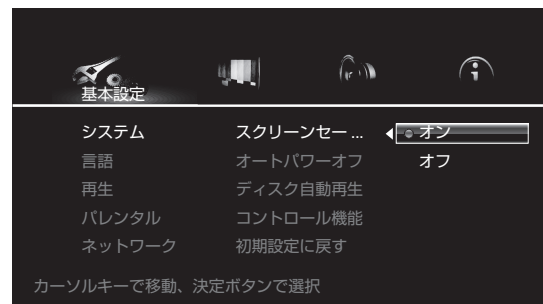 基本設定
システム スクリーンセー ... オン
言語 オートパワーオフ オフ
再生 ディスク自動再生
パレンタル コントロール機能
ネットワーク 初期設定に戻す
カーソルキーで移動、決定ボタンで選択